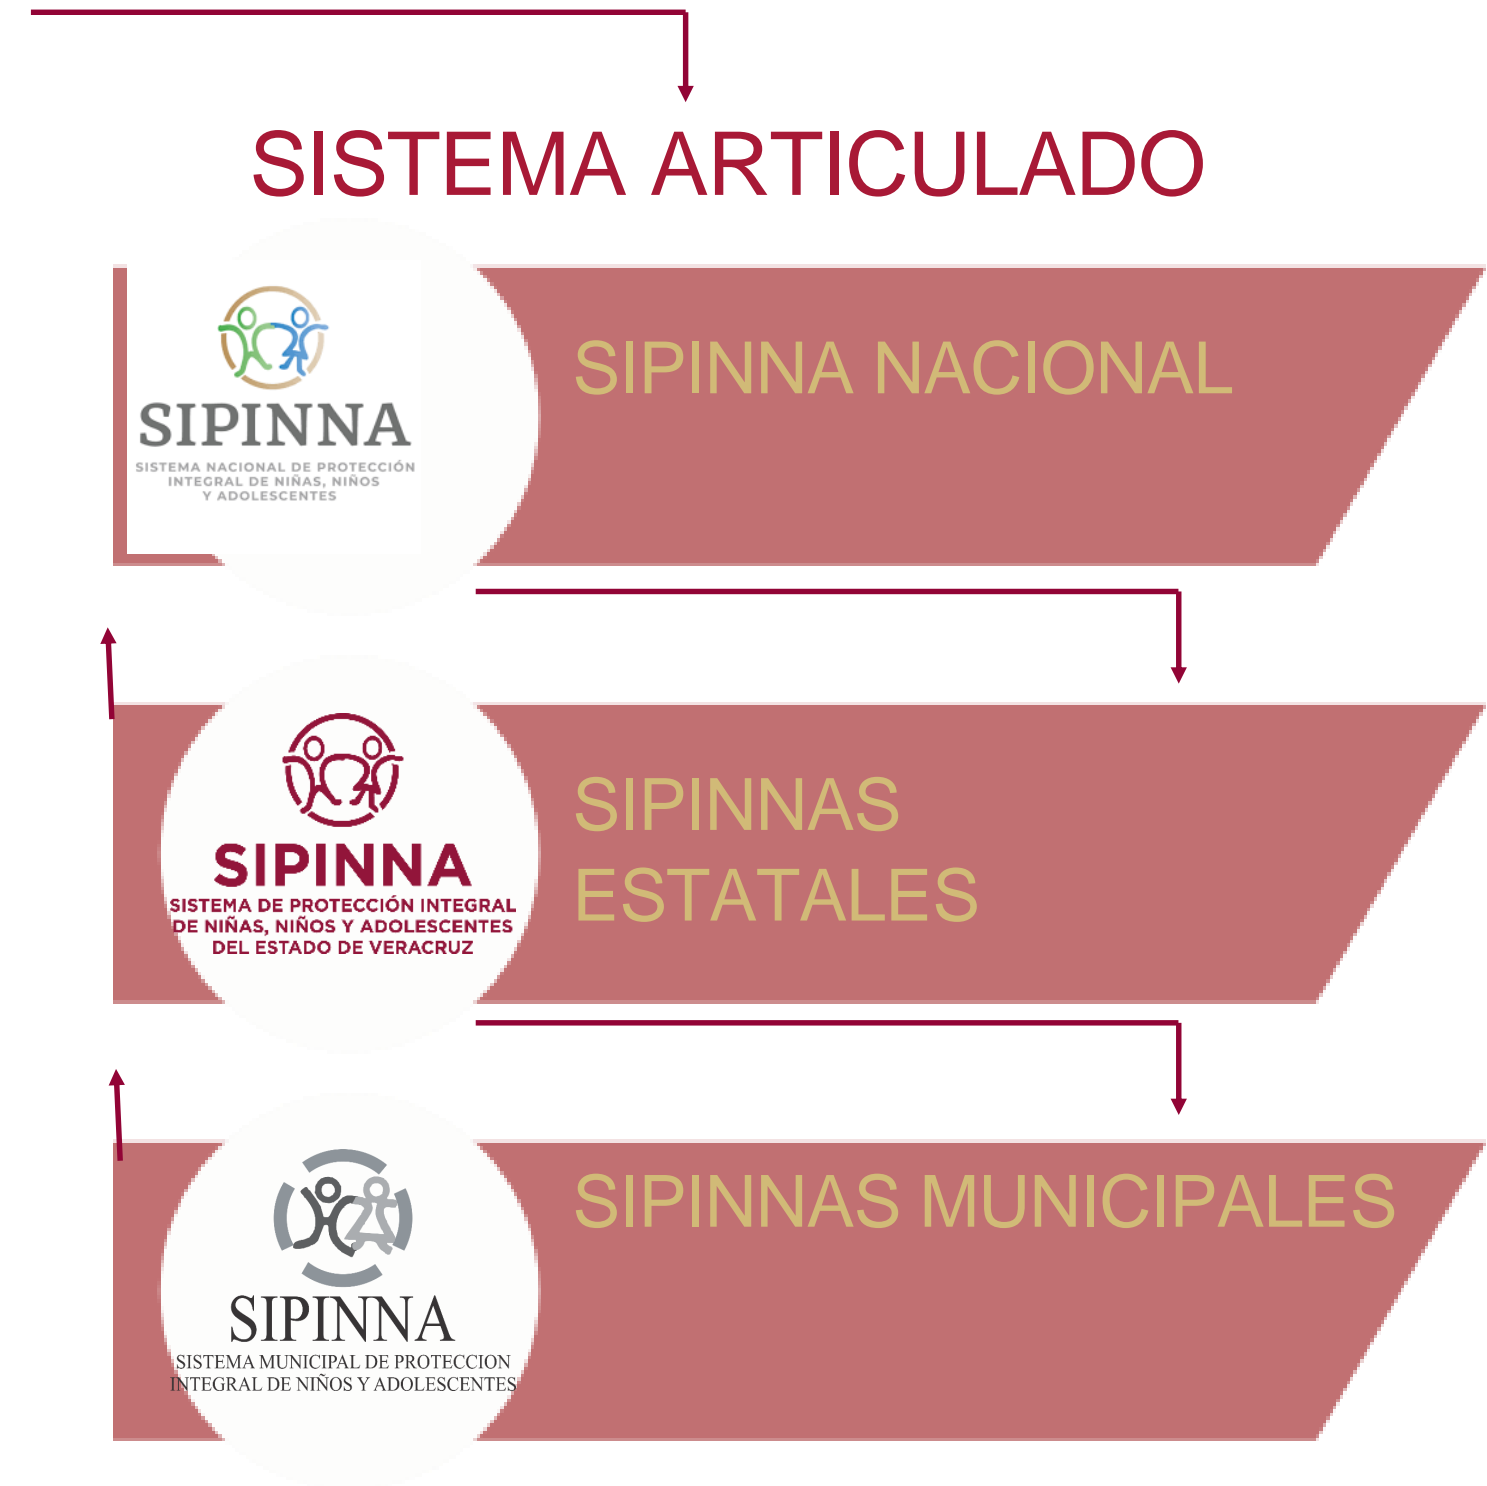 SISTEMA ARTICULADO
SIPINNA
SISTEMA NACIONAL DE PROTECCIÓN
INTEGRAL DE NIÑAS, NIÑOS
Y ADOLESCENTES
SIPINNA NACIONAL
SIPINNA
SISTEMA DE PROTECCIÓN INTEGRAL
DE NIÑAS, NIÑOS Y ADOLESCENTES
DEL ESTADO DE VERACRUZ
SIPINNAS
ESTATALES
SIPINNA
SISTEMA MUNICIPAL DE PROTECCION
INTEGRAL DE NIÑOS Y ADOLESCENTES
SIPINNAS MUNICIPALES